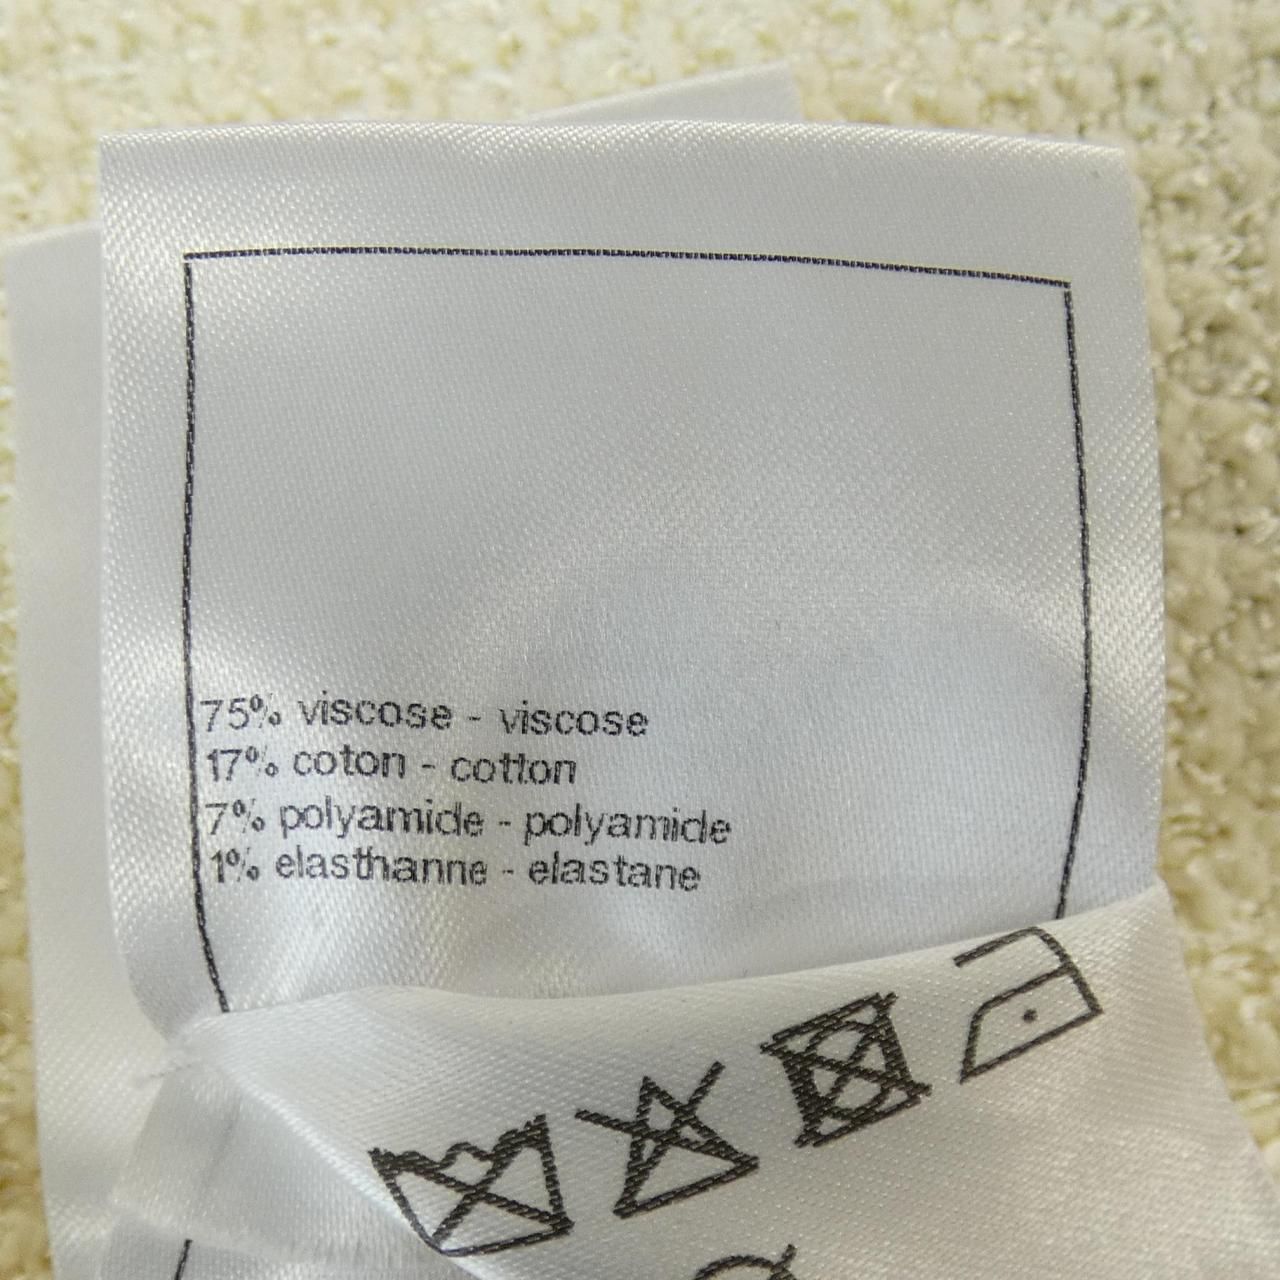 75% viscose - viscose
17% coton - cotton
7% polyamide - polyamide
1% elasthanne - elastane